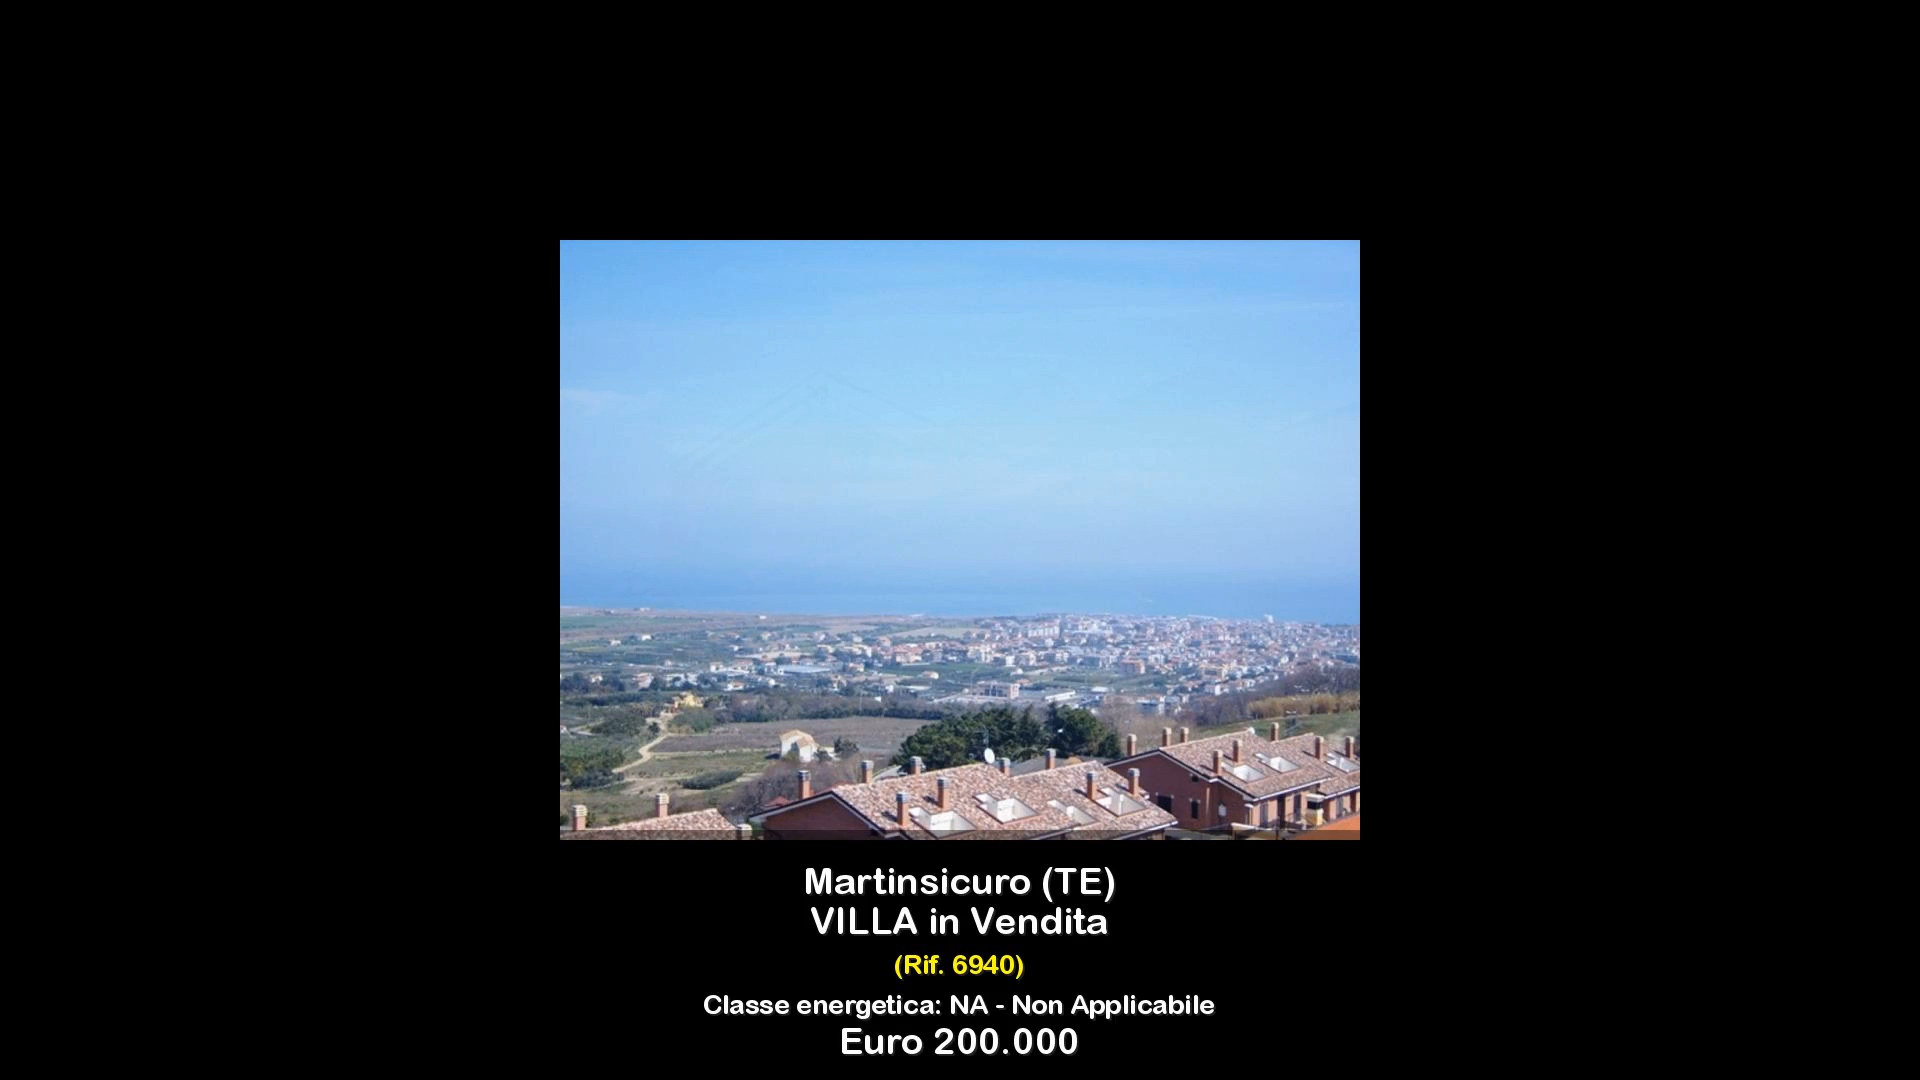 Martinsicuro (TE)
VILLA in Vendita
(Rif. 6940)
Classe energetica: NA - Non Applicabile
Euro 200.000